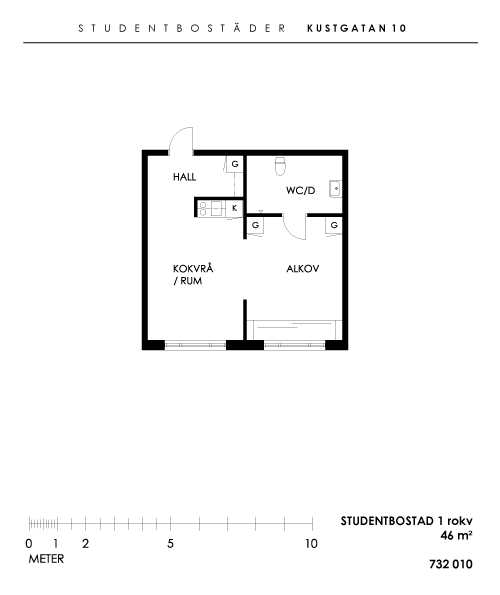 STUDENTBOSTÄDER KUSTGATAN 10
G
HALL
WC/D
K
G
G
KOKVRÅ
/ RUM
ALKOV
0 1 2 5 10
METER
STUDENTBOSTAD 1 rokv
46 m²
732 010